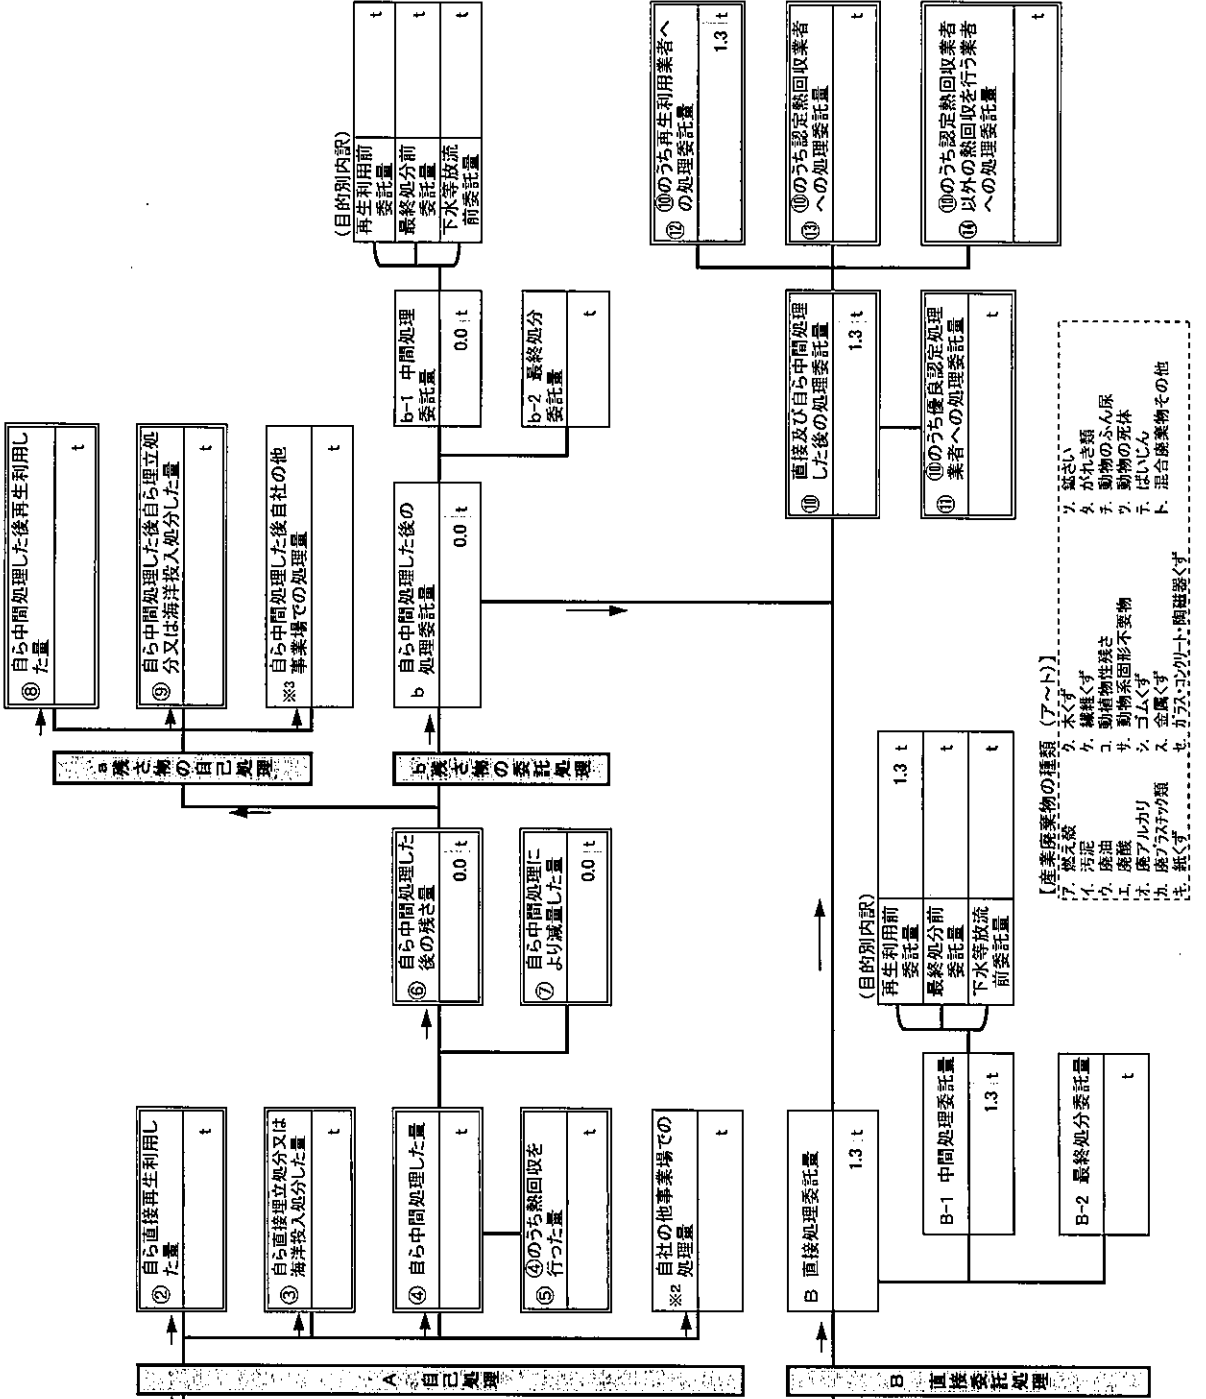 A 自己処理
② 自ら直接再生利用し
た量
t
③ 自ら直接埋立処分又は
海洋投入処分した量
t
④ 自ら中間処理した量
t
⑤ ④のうち熱回収を
行った量
t
※2 自社の他事業場での
処理量
t
⑥ 自ら中間処理した
後の残さ量
0.0 t
⑦ 自ら中間処理に
より減量した量
0.0 t
a 残さ物の自己処理
⑧ 自ら中間処理した後再生利用し
た量
t
⑨ 自ら中間処理した後自ら埋立処
分又は海洋投入処分した量
t
※3 自ら中間処理した後自社の他
事業場での処理量
t
b 残さ物の委託処理
b 自ら中間処理した後の
処理委託量
0.0 t
b-1 中間処理
委託量
0.0 t
b-2 最終処分
委託量
t
(目的別内訳)
再生利用前
委託量
t
最終処分前
委託量
t
下水等放流
前委託量
t
B 直接委託処理
B 直接処理委託量
1.3 t
B-1 中間処理委託量
1.3 t
B-2 最終処分委託量
t
(目的別内訳)
再生利用前
委託量
1.3 t
最終処分前
委託量
t
下水等放流
前委託量
t
⑩ 直接及び自ら中間処理
した後の処理委託量
1.3 t
⑪ ⑩のうち優良認定処理
業者への処理委託量
t
⑫ ⑩のうち再生利用業者へ
の処理委託量
1.3 t
⑬ ⑩のうち認定熱回収業者
への処理委託量
t
⑭ ⑩のうち認定熱回収業者
以外の熱回収を行う業者
への処理委託量
t
【産業廃棄物の種類 (ア～ト)】
ア. 燃え殻
イ. 汚泥
ウ. 廃油
エ. 廃酸
オ. 廃アルカリ
カ. 廃プラスチック類
キ. 紙くず
ク. 木くず
ケ. 繊維くず
コ. 動植物性残さ
サ. 動物系固形不要物
シ. ゴムくず
ス. 金属くず
セ. ガラス・コンクリート・陶磁器くず
ソ. 鉱さい
タ. がれき類
チ. 動物のふん尿
ツ. 動物の死体
テ. ばいじん
ト. 混合廃棄物その他